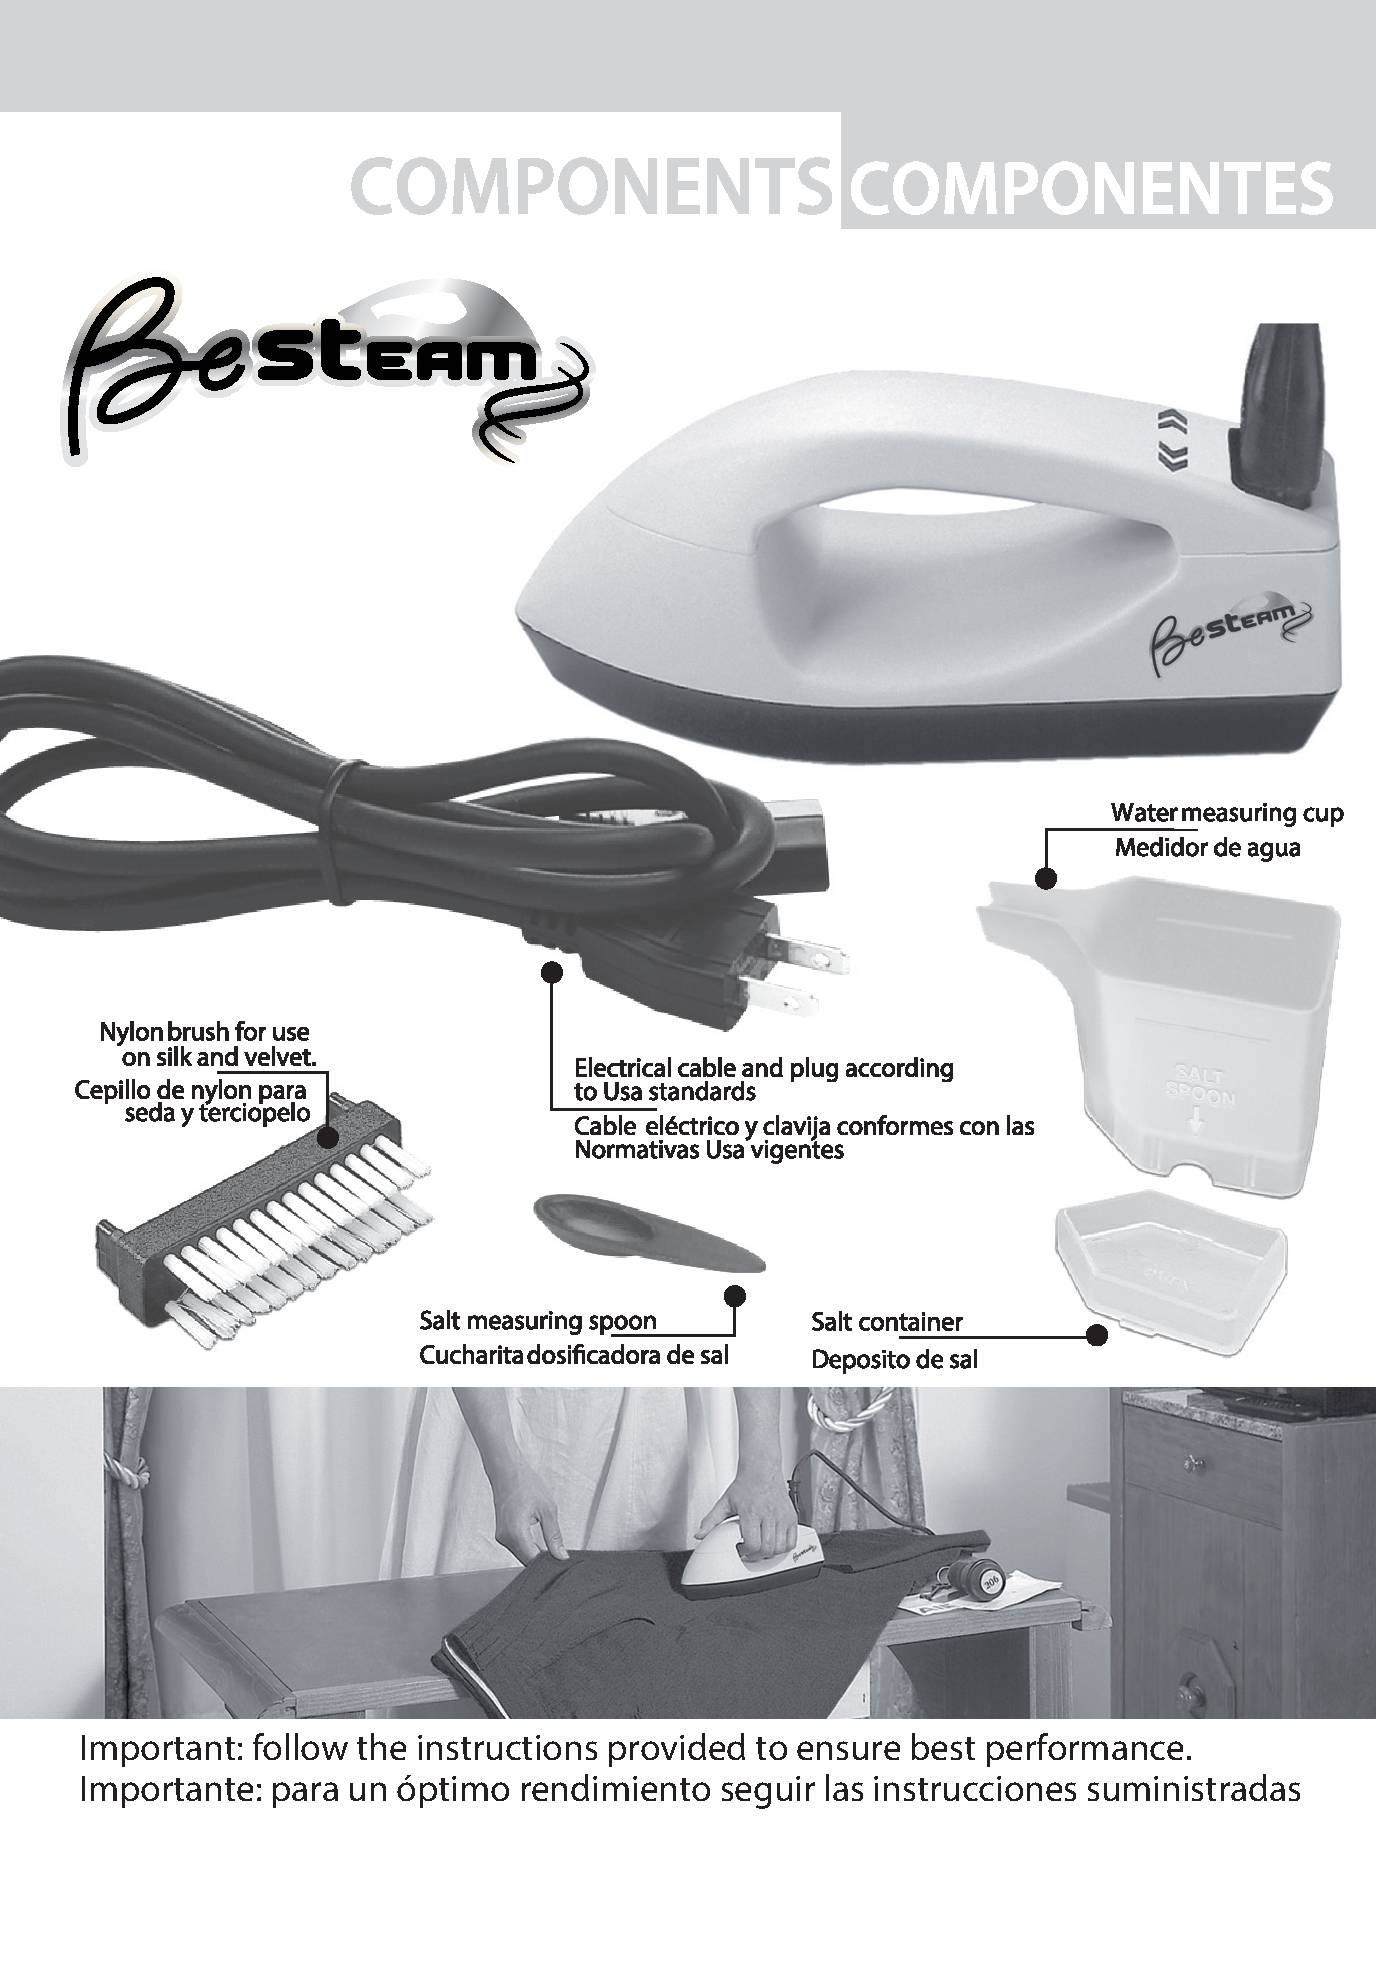 COMPONENTS COMPONENTES
Besteam
Besteam
Water measuring cup
Medidor de agua
SALT
SPOON
Nylon brush for use
on silk and velvet.
Cepillo de nylon para
seda y terciopelo
Electrical cable and plug according
to Usa standards
Cable eléctrico y clavija conformes con las
Normativas Usa vigentes
Salt measuring spoon
Cucharita dosificadora de sal
Salt container
Deposito de sal
Besteam
206
Important: follow the instructions provided to ensure best performance.
Importante: para un óptimo rendimiento seguir las instrucciones suministradas